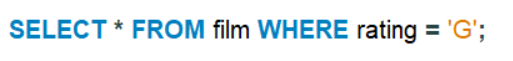 SELECT * FROM film WHERE rating = 'G';